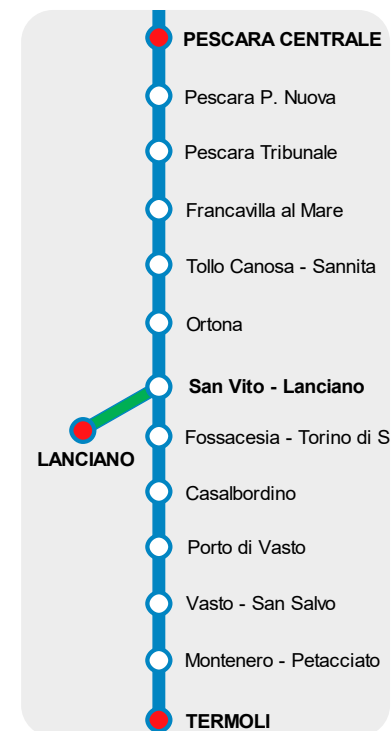 PESCARA CENTRALE
Pescara P. Nuova
Pescara Tribunale
Francavilla al Mare
Tollo Canosa - Sannita
Ortona
San Vito - Lanciano
Fossacesia - Torino di S
LANCIANO
Casalbordino
Porto di Vasto
Vasto - San Salvo
Montenero - Petacciato
TERMOLI